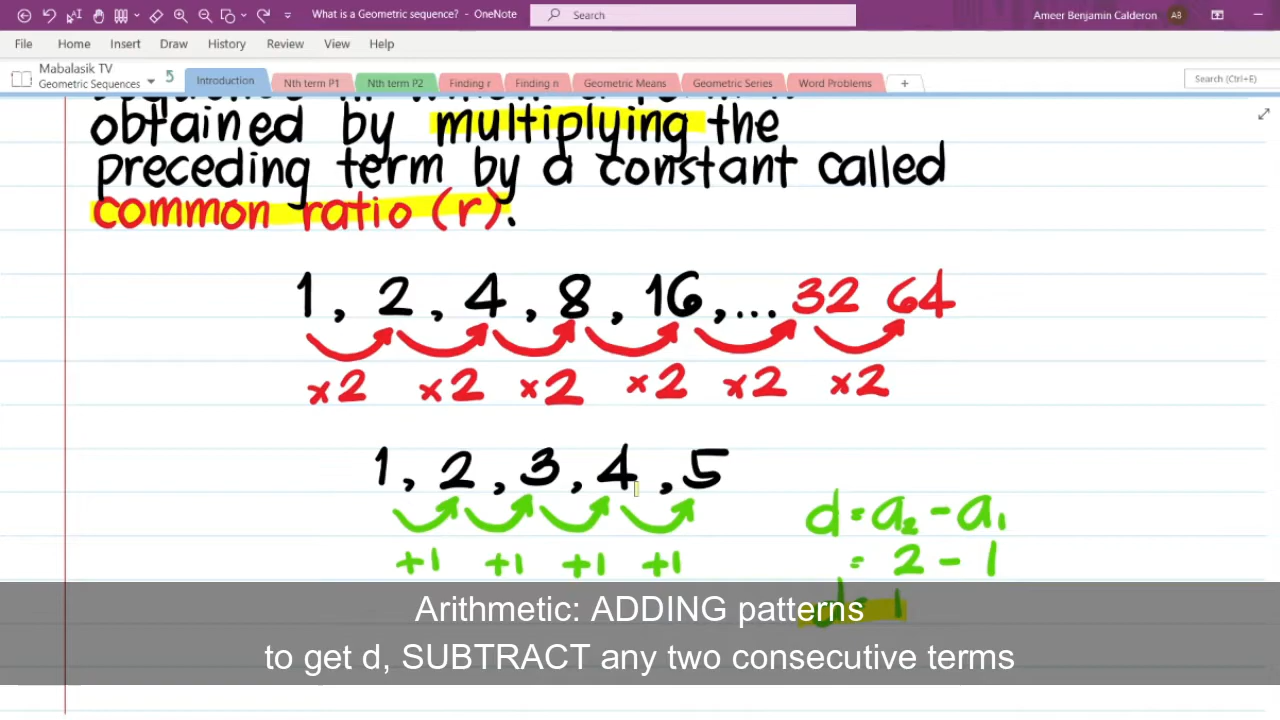 What is a Geometric sequence? - OneNote
Search
Ameer Benjamin Calderon
AB
File Home Insert Draw History Review View Help
Mabalasik TV
Geometric Sequences
Introduction Nth term P1 Nth term P2 Finding r Finding n Geometric Means Geometric Series Word Problems +
Search (Ctrl+E)
obtained by multiplying the
preceding term by a constant called
common ratio (r).
1, 2, 4, 8, 16, ... 32 64
×2 ×2 ×2 ×2 ×2 ×2
1, 2, 3, 4, 5
+1 +1 +1 +1
d = a₂ - a₁
= 2 - 1
d = 1
Arithmetic: ADDING patterns
to get d, SUBTRACT any two consecutive terms